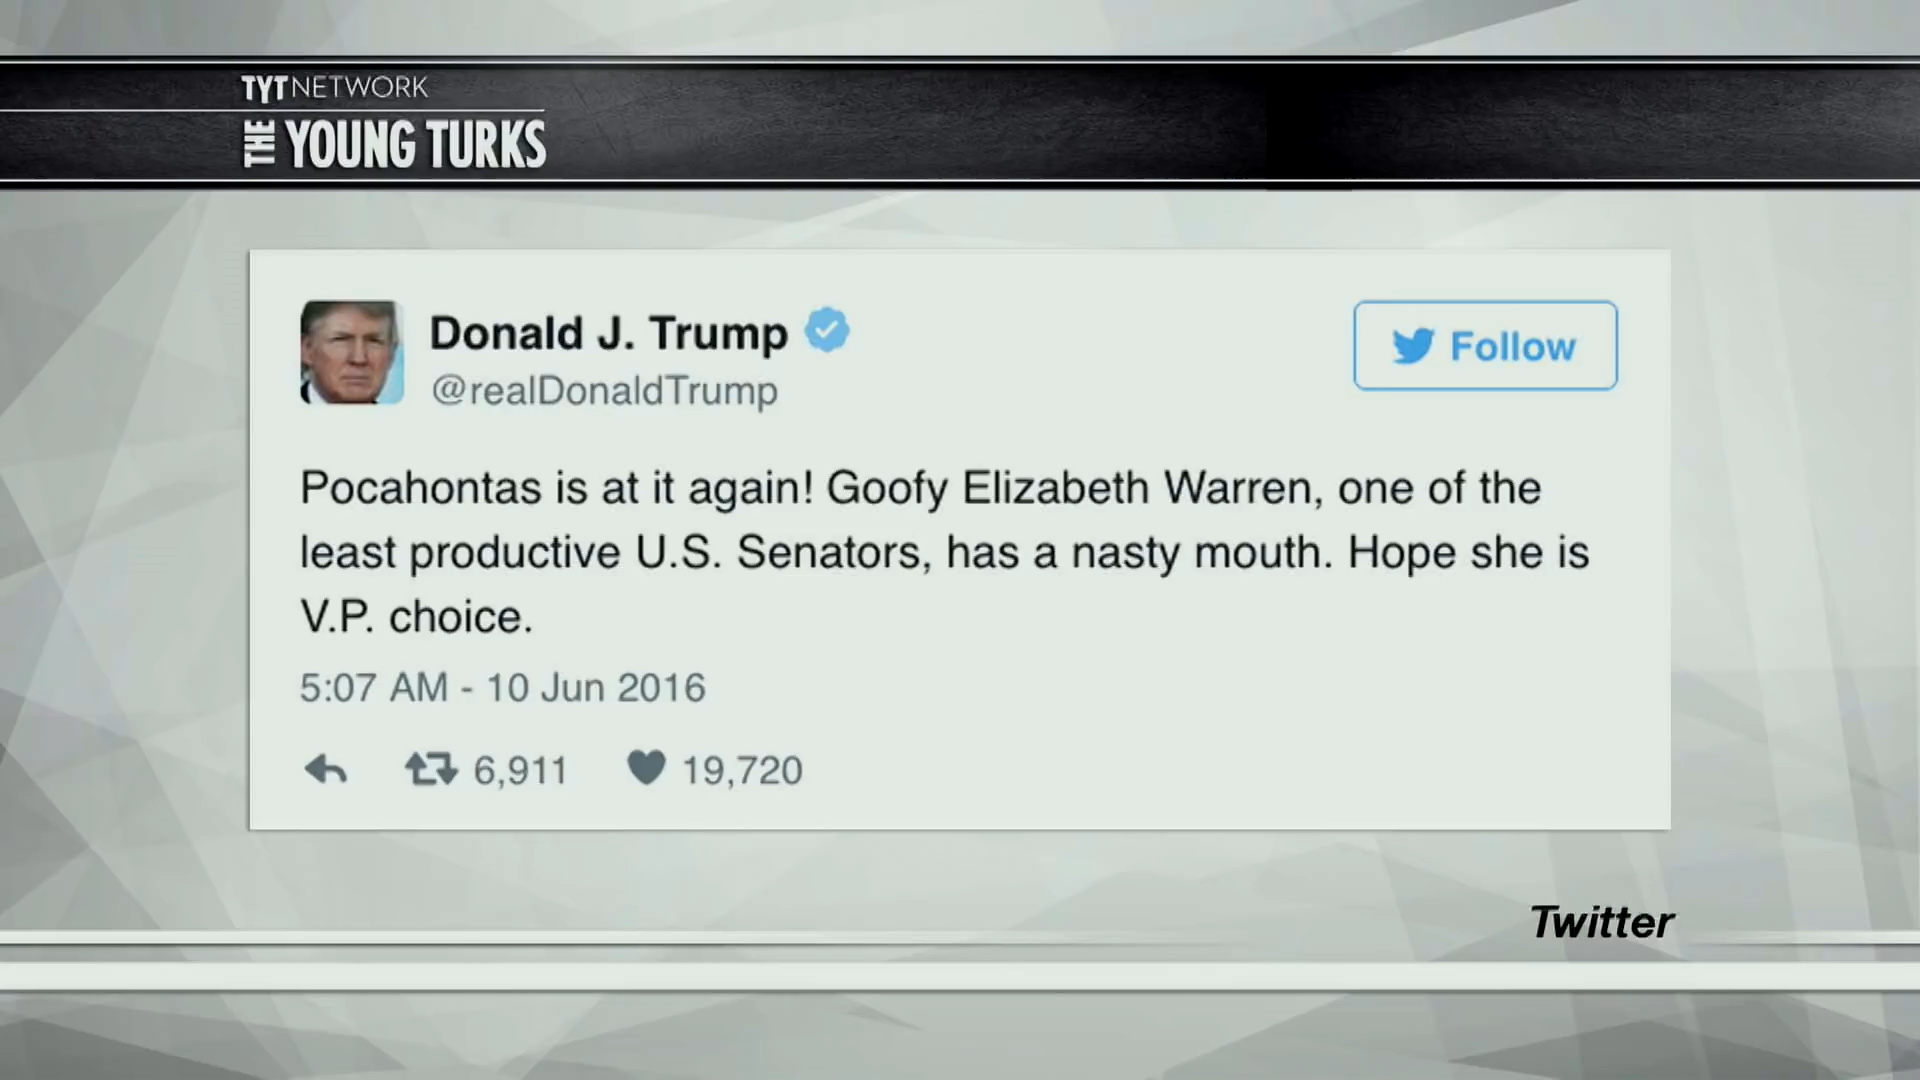 TYT NETWORK
THE YOUNG TURKS
Donald J. Trump
@realDonaldTrump
Follow
Pocahontas is at it again! Goofy Elizabeth Warren, one of the
least productive U.S. Senators, has a nasty mouth. Hope she is
V.P. choice.
5:07 AM - 10 Jun 2016
6,911 19,720
Twitter